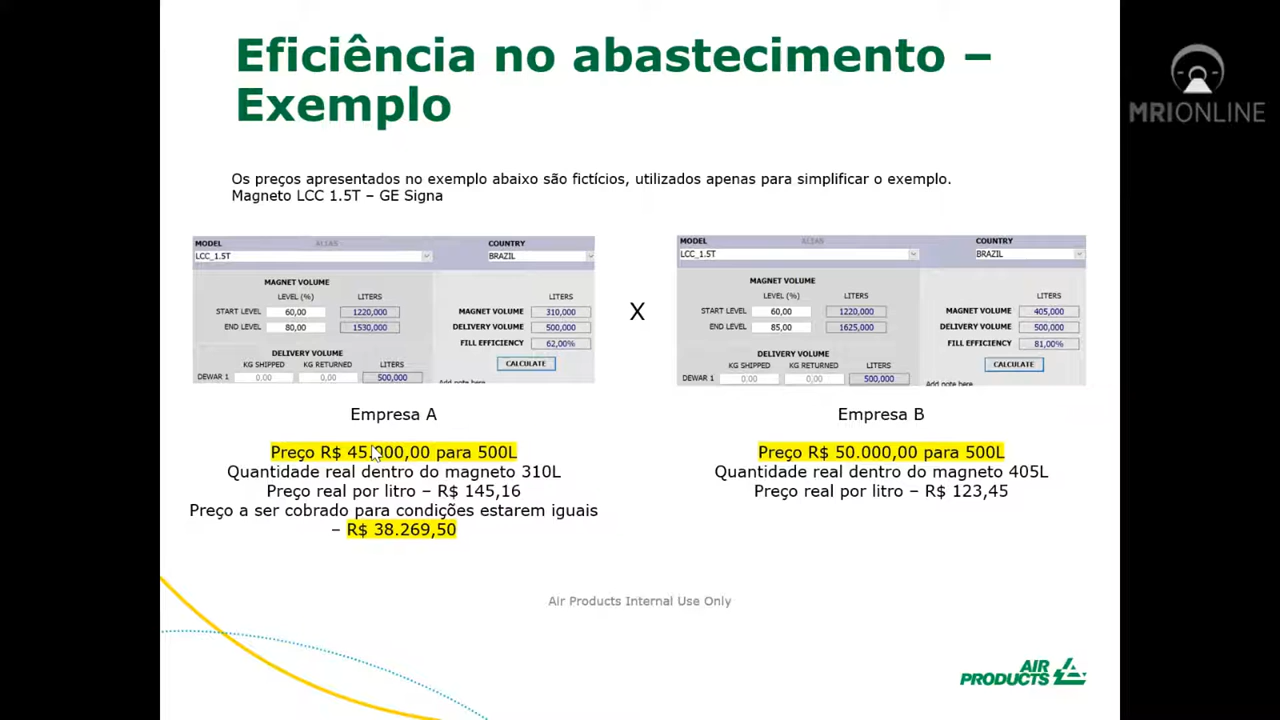 Eficiência no abastecimento –
Exemplo
MRIONLINE
Os preços apresentados no exemplo abaixo são fictícios, utilizados apenas para simplificar o exemplo.
Magneto LCC 1.5T – GE Signa
MODEL ALIAS COUNTRY
LCC_1.5T BRAZIL
MAGNET VOLUME
LEVEL (%) LITERS LITERS
START LEVEL 60,00 1220,000 MAGNET VOLUME 310,000
END LEVEL 80,00 1530,000 DELIVERY VOLUME 500,000
FILL EFFICIENCY 62,00%
DELIVERY VOLUME
KG SHIPPED KG RETURNED LITERS CALCULATE
DEWAR 1 0.00 0,00 500,000 Add note here
X
MODEL ALIAS COUNTRY
LCC_1.5T BRAZIL
MAGNET VOLUME
LEVEL (%) LITERS LITERS
START LEVEL 60,00 1220,000 MAGNET VOLUME 405,000
END LEVEL 85,00 1625,000 DELIVERY VOLUME 500,000
FILL EFFICIENCY 81,00%
DELIVERY VOLUME
KG SHIPPED KG RETURNED LITERS CALCULATE
DEWAR 1 0.00 0,00 500,000 Add note here
Empresa A
Preço R$ 45.000,00 para 500L
Quantidade real dentro do magneto 310L
Preço real por litro – R$ 145,16
Preço a ser cobrado para condições estarem iguais
– R$ 38.269,50
Empresa B
Preço R$ 50.000,00 para 500L
Quantidade real dentro do magneto 405L
Preço real por litro – R$ 123,45
Air Products Internal Use Only
AIR
PRODUCTS